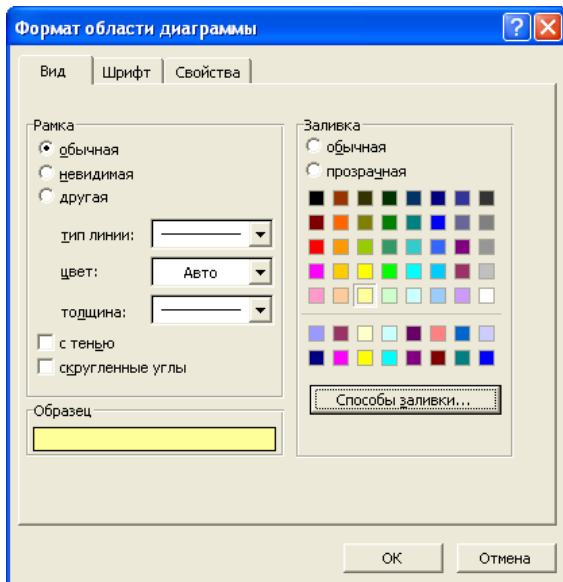 Формат области диаграммы
Вид Шрифт Свойства
Рамка
обычная
невидимая
другая
тип линии:
цвет: Авто
толщина:
с тенью
скругленные углы
Образец
Заливка
обычная
прозрачная
Способы заливки...
ОК Отмена